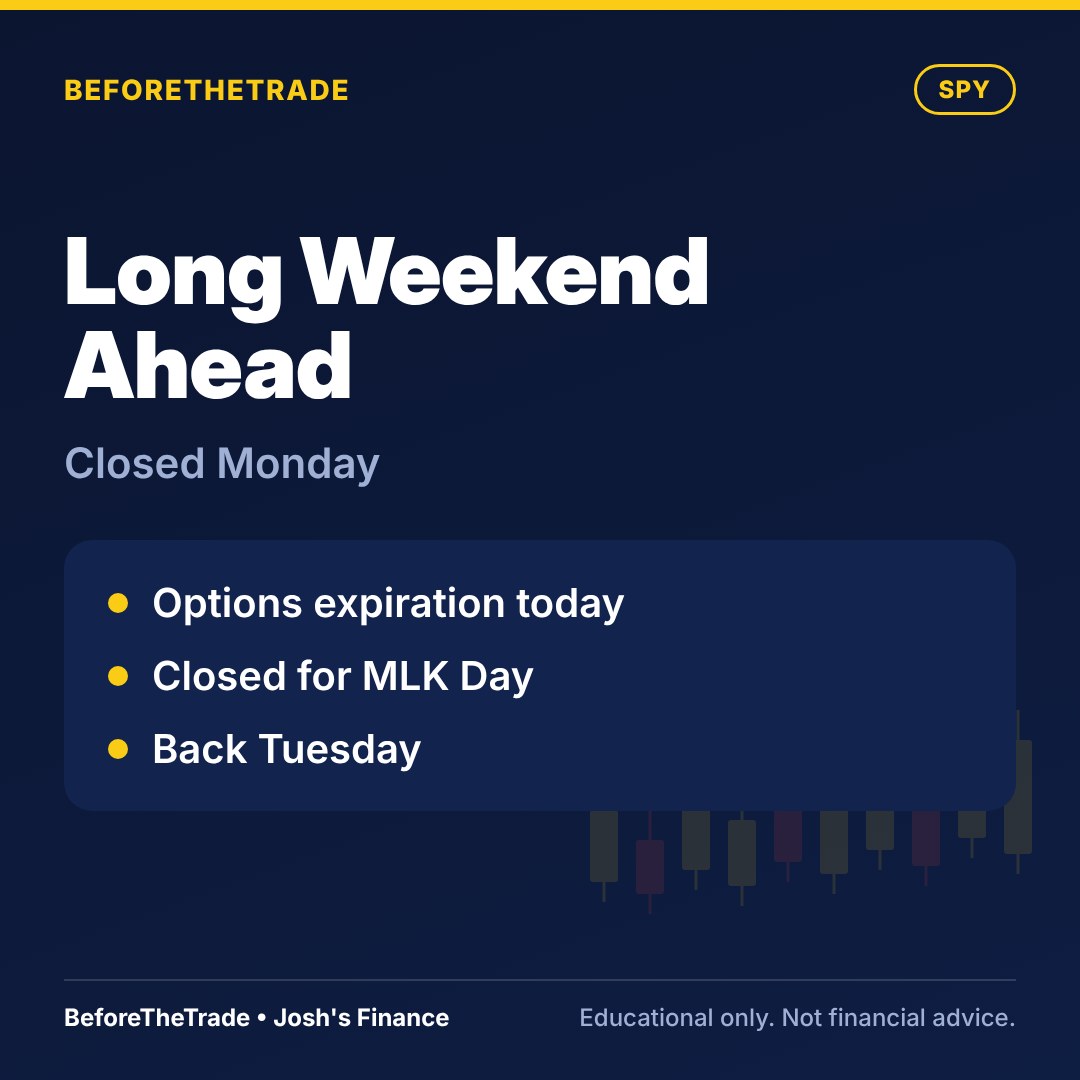 BEFORETHETRADE
SPY
Long Weekend
Ahead
Closed Monday
Options expiration today
Closed for MLK Day
Back Tuesday
BeforeTheTrade • Josh's Finance
Educational only. Not financial advice.